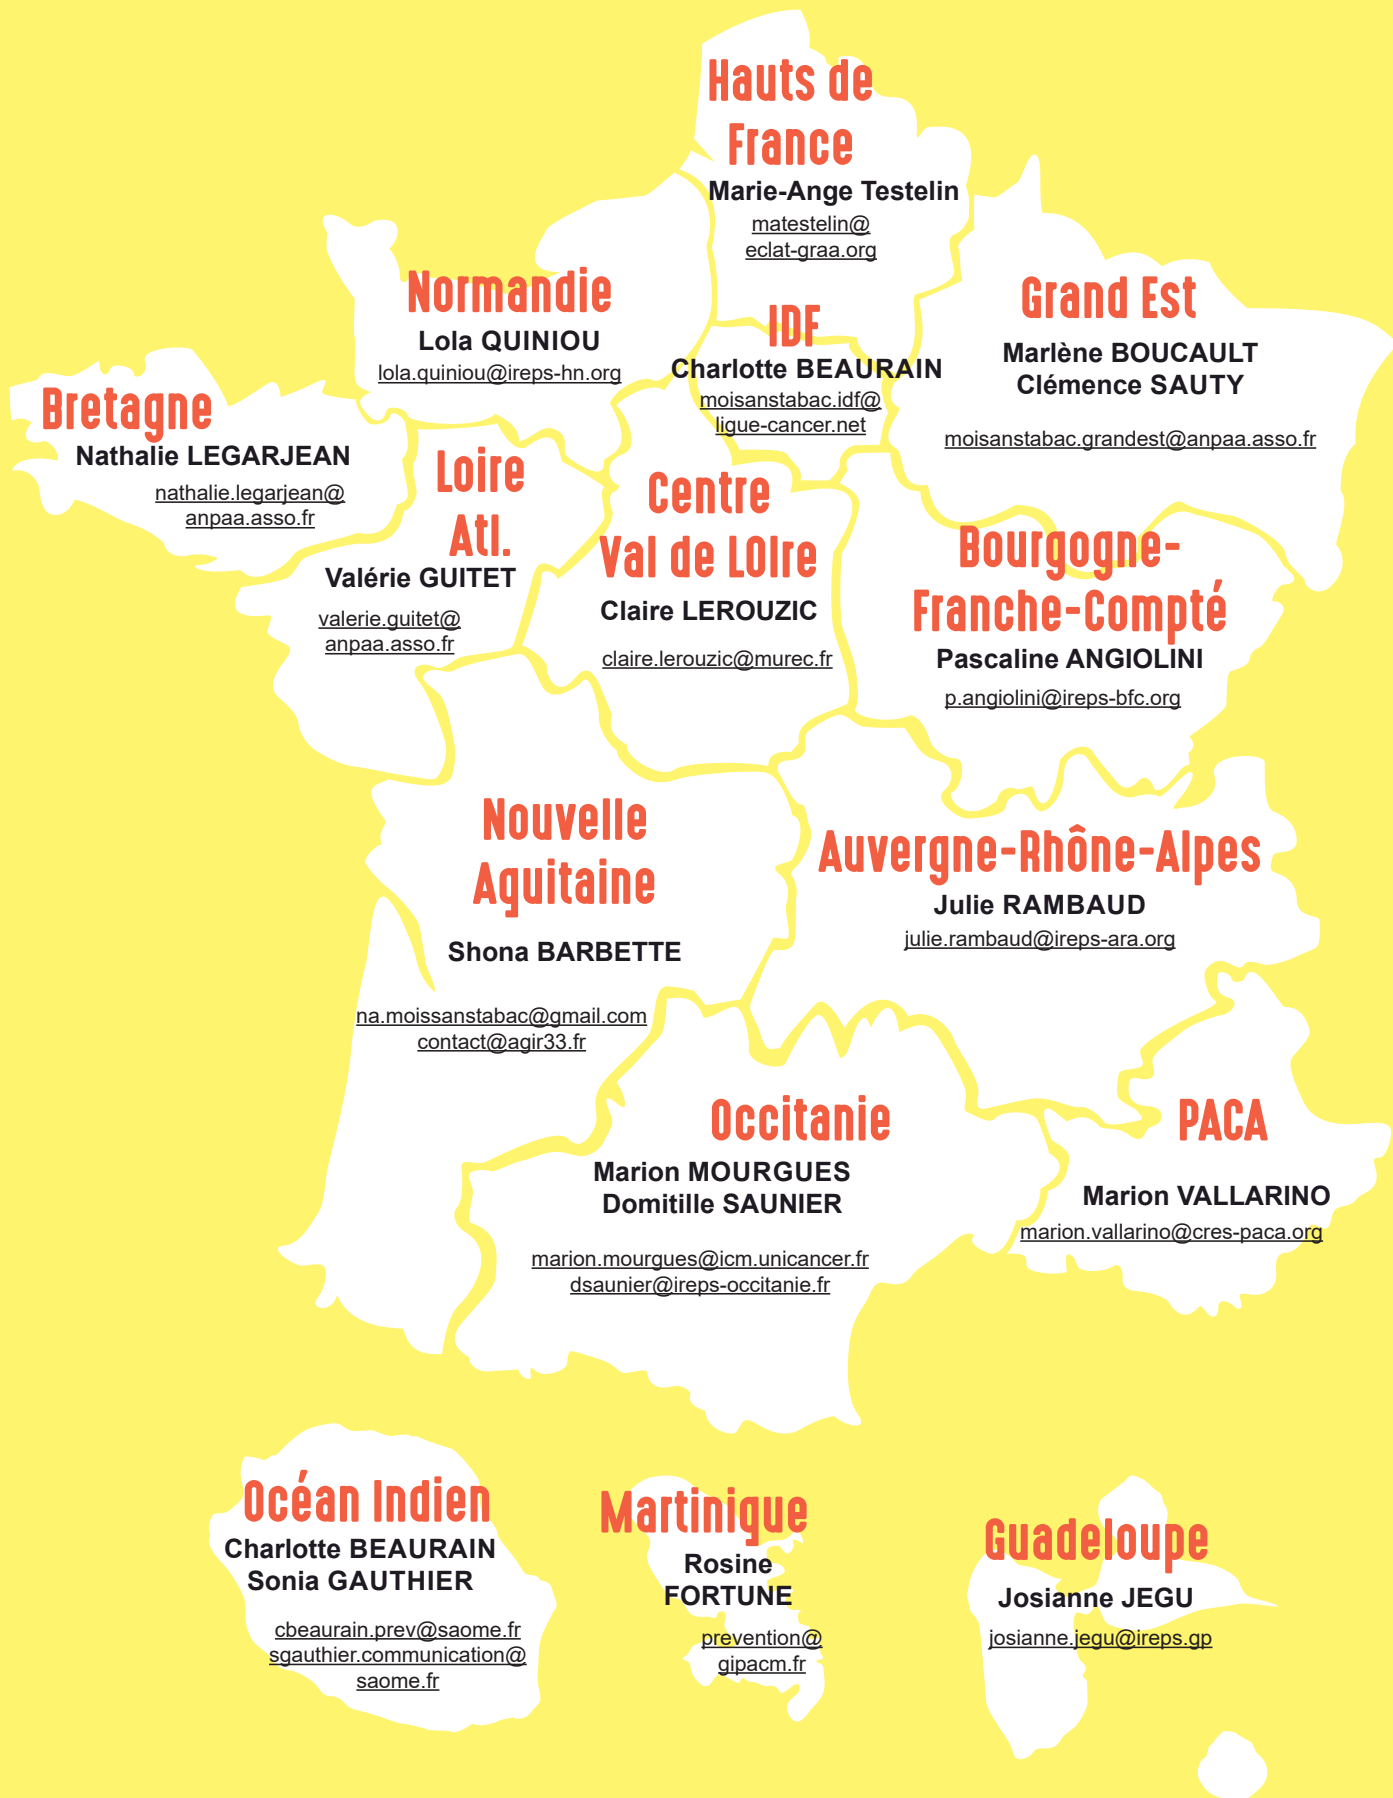 Hauts de
France
Marie-Ange Testelin
matestelin@
eclat-graa.org
Normandie
Lola QUINIOU
lola.quiniou@ireps-hn.org
IDF
Charlotte BEAURAIN
moisanstabac.idf@
ligue-cancer.net
Grand Est
Marlène BOUCAULT
Clémence SAUTY
moisanstabac.grandest@anpaa.asso.fr
Bretagne
Nathalie LEGARJEAN
nathalie.legarjean@
anpaa.asso.fr
Loire
Atl.
Valérie GUITET
valerie.guitet@
anpaa.asso.fr
Centre
Val de LOIre
Claire LEROUZIC
claire.lerouzic@murec.fr
Bourgogne-
Franche-Compté
Pascaline ANGIOLINI
p.angiolini@ireps-bfc.org
Nouvelle
Aquitaine
Shona BARBETTE
na.moissanstabac@gmail.com
contact@agir33.fr
Auvergne-Rhône-Alpes
Julie RAMBAUD
julie.rambaud@ireps-ara.org
Occitanie
Marion MOURGUES
Domitille SAUNIER
marion.mourgues@icm.unicancer.fr
dsaunier@ireps-occitanie.fr
PACA
Marion VALLARINO
marion.vallarino@cres-paca.org
Océan Indien
Charlotte BEAURAIN
Sonia GAUTHIER
cbeaurain.prev@saome.fr
sgauthier.communication@
saome.fr
Martinique
Rosine
FORTUNE
prevention@
gipacm.fr
Guadeloupe
Josianne JEGU
josianne.jegu@ireps.gp